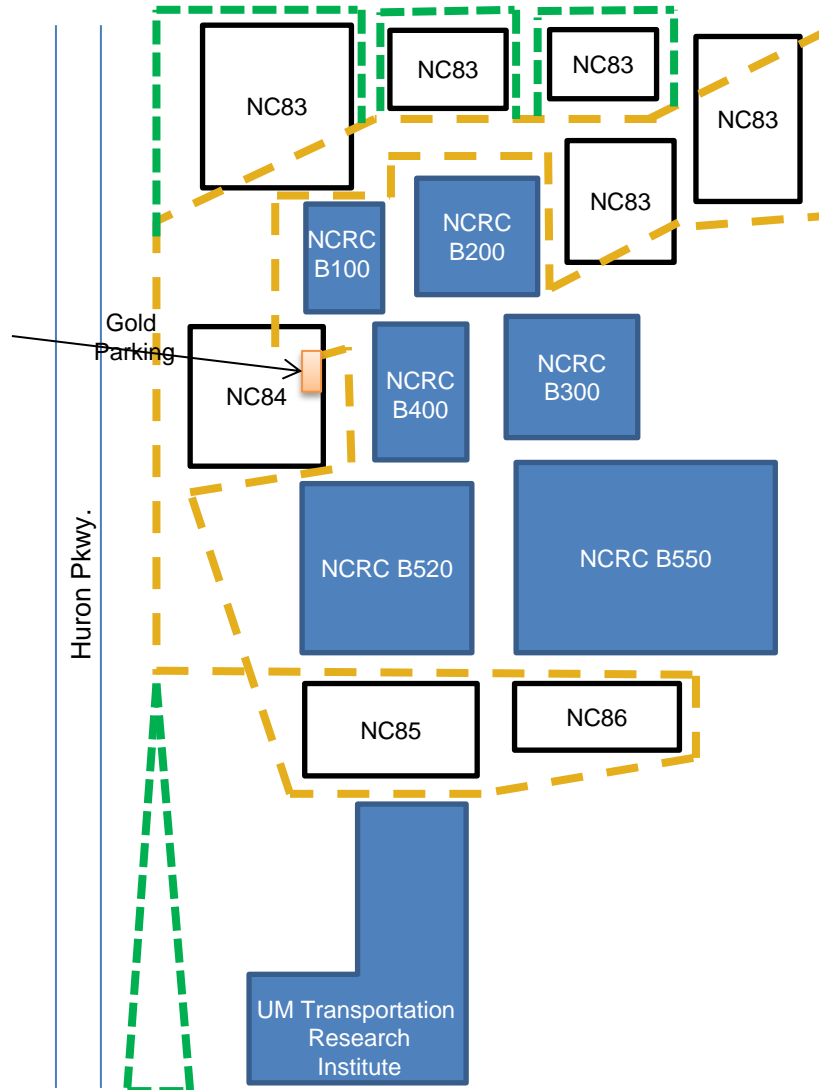 NC83
NC83
NC83
NC83
NC83
NCRC
B100
NCRC
B200
Gold
Parking
NC84
NCRC
B400
NCRC
B300
Huron Pkwy.
NCRC B520
NCRC B550
NC85
NC86
UM Transportation
Research
Institute